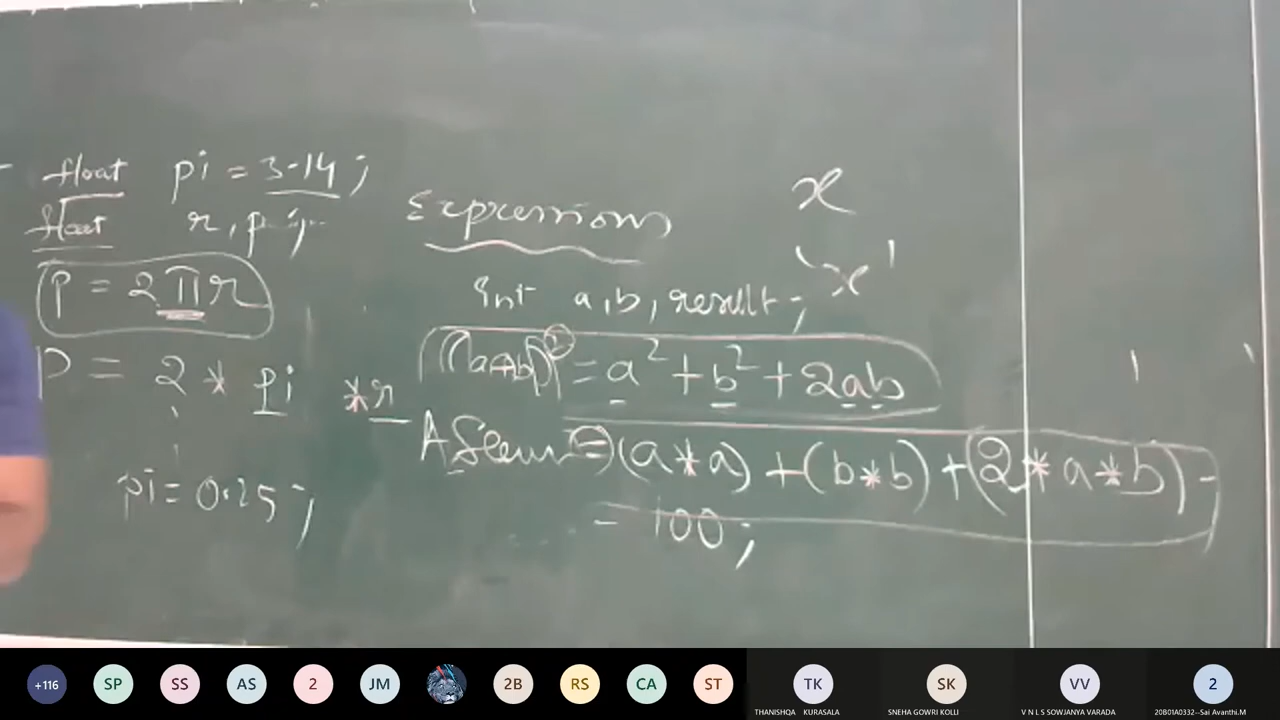 float pi = 3.14;
float r, p;
P = 2πr
P = 2 * pi * r
pi = 0.25;
Expressions
x
'x'
int a, b, result;
(a+b)² = a² + b² + 2ab
= (a*a) + (b*b) + (2*a*b) -
- 100;
+116
SP
SS
AS
2
JM
2B
RS
CA
ST
TK
THANISHQA KURASALA
SK
SNEHA GOWRI KOLLI
VV
V N L S SOWJANYA VARADA
2
20B01A0332--Sai Avanthi.M